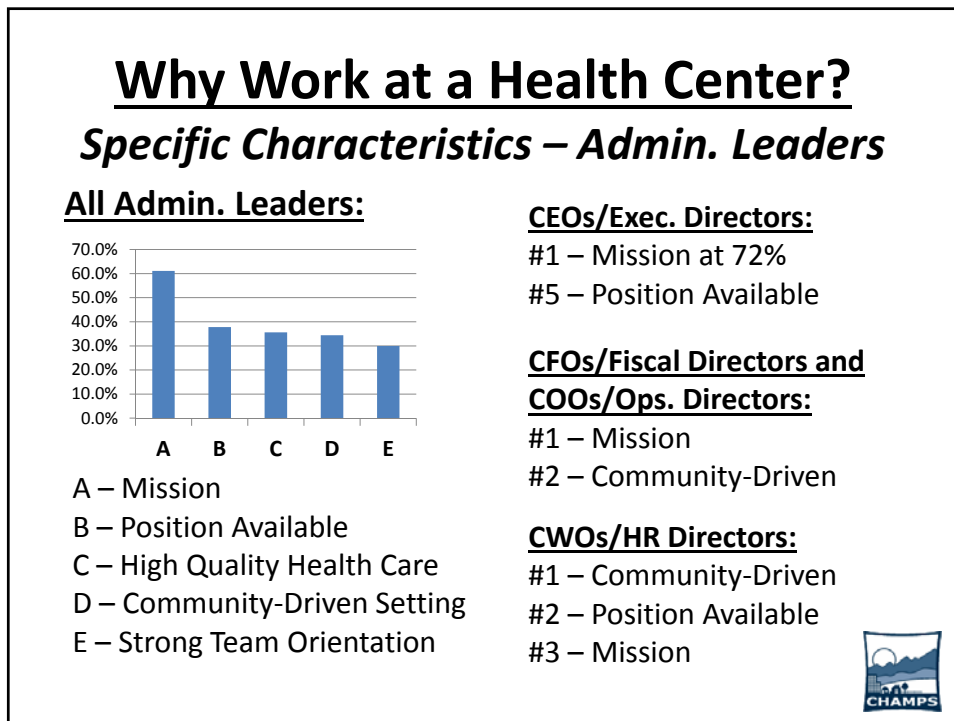 Why Work at a Health Center?
Specific Characteristics – Admin. Leaders
All Admin. Leaders:
70.0%
60.0%
50.0%
40.0%
30.0%
20.0%
10.0%
0.0%
A B C D E
A – Mission
B – Position Available
C – High Quality Health Care
D – Community-Driven Setting
E – Strong Team Orientation
CEOs/Exec. Directors:
#1 – Mission at 72%
#5 – Position Available
CFOs/Fiscal Directors and
COOs/Ops. Directors:
#1 – Mission
#2 – Community-Driven
CWOs/HR Directors:
#1 – Community-Driven
#2 – Position Available
#3 – Mission
CHAMPS